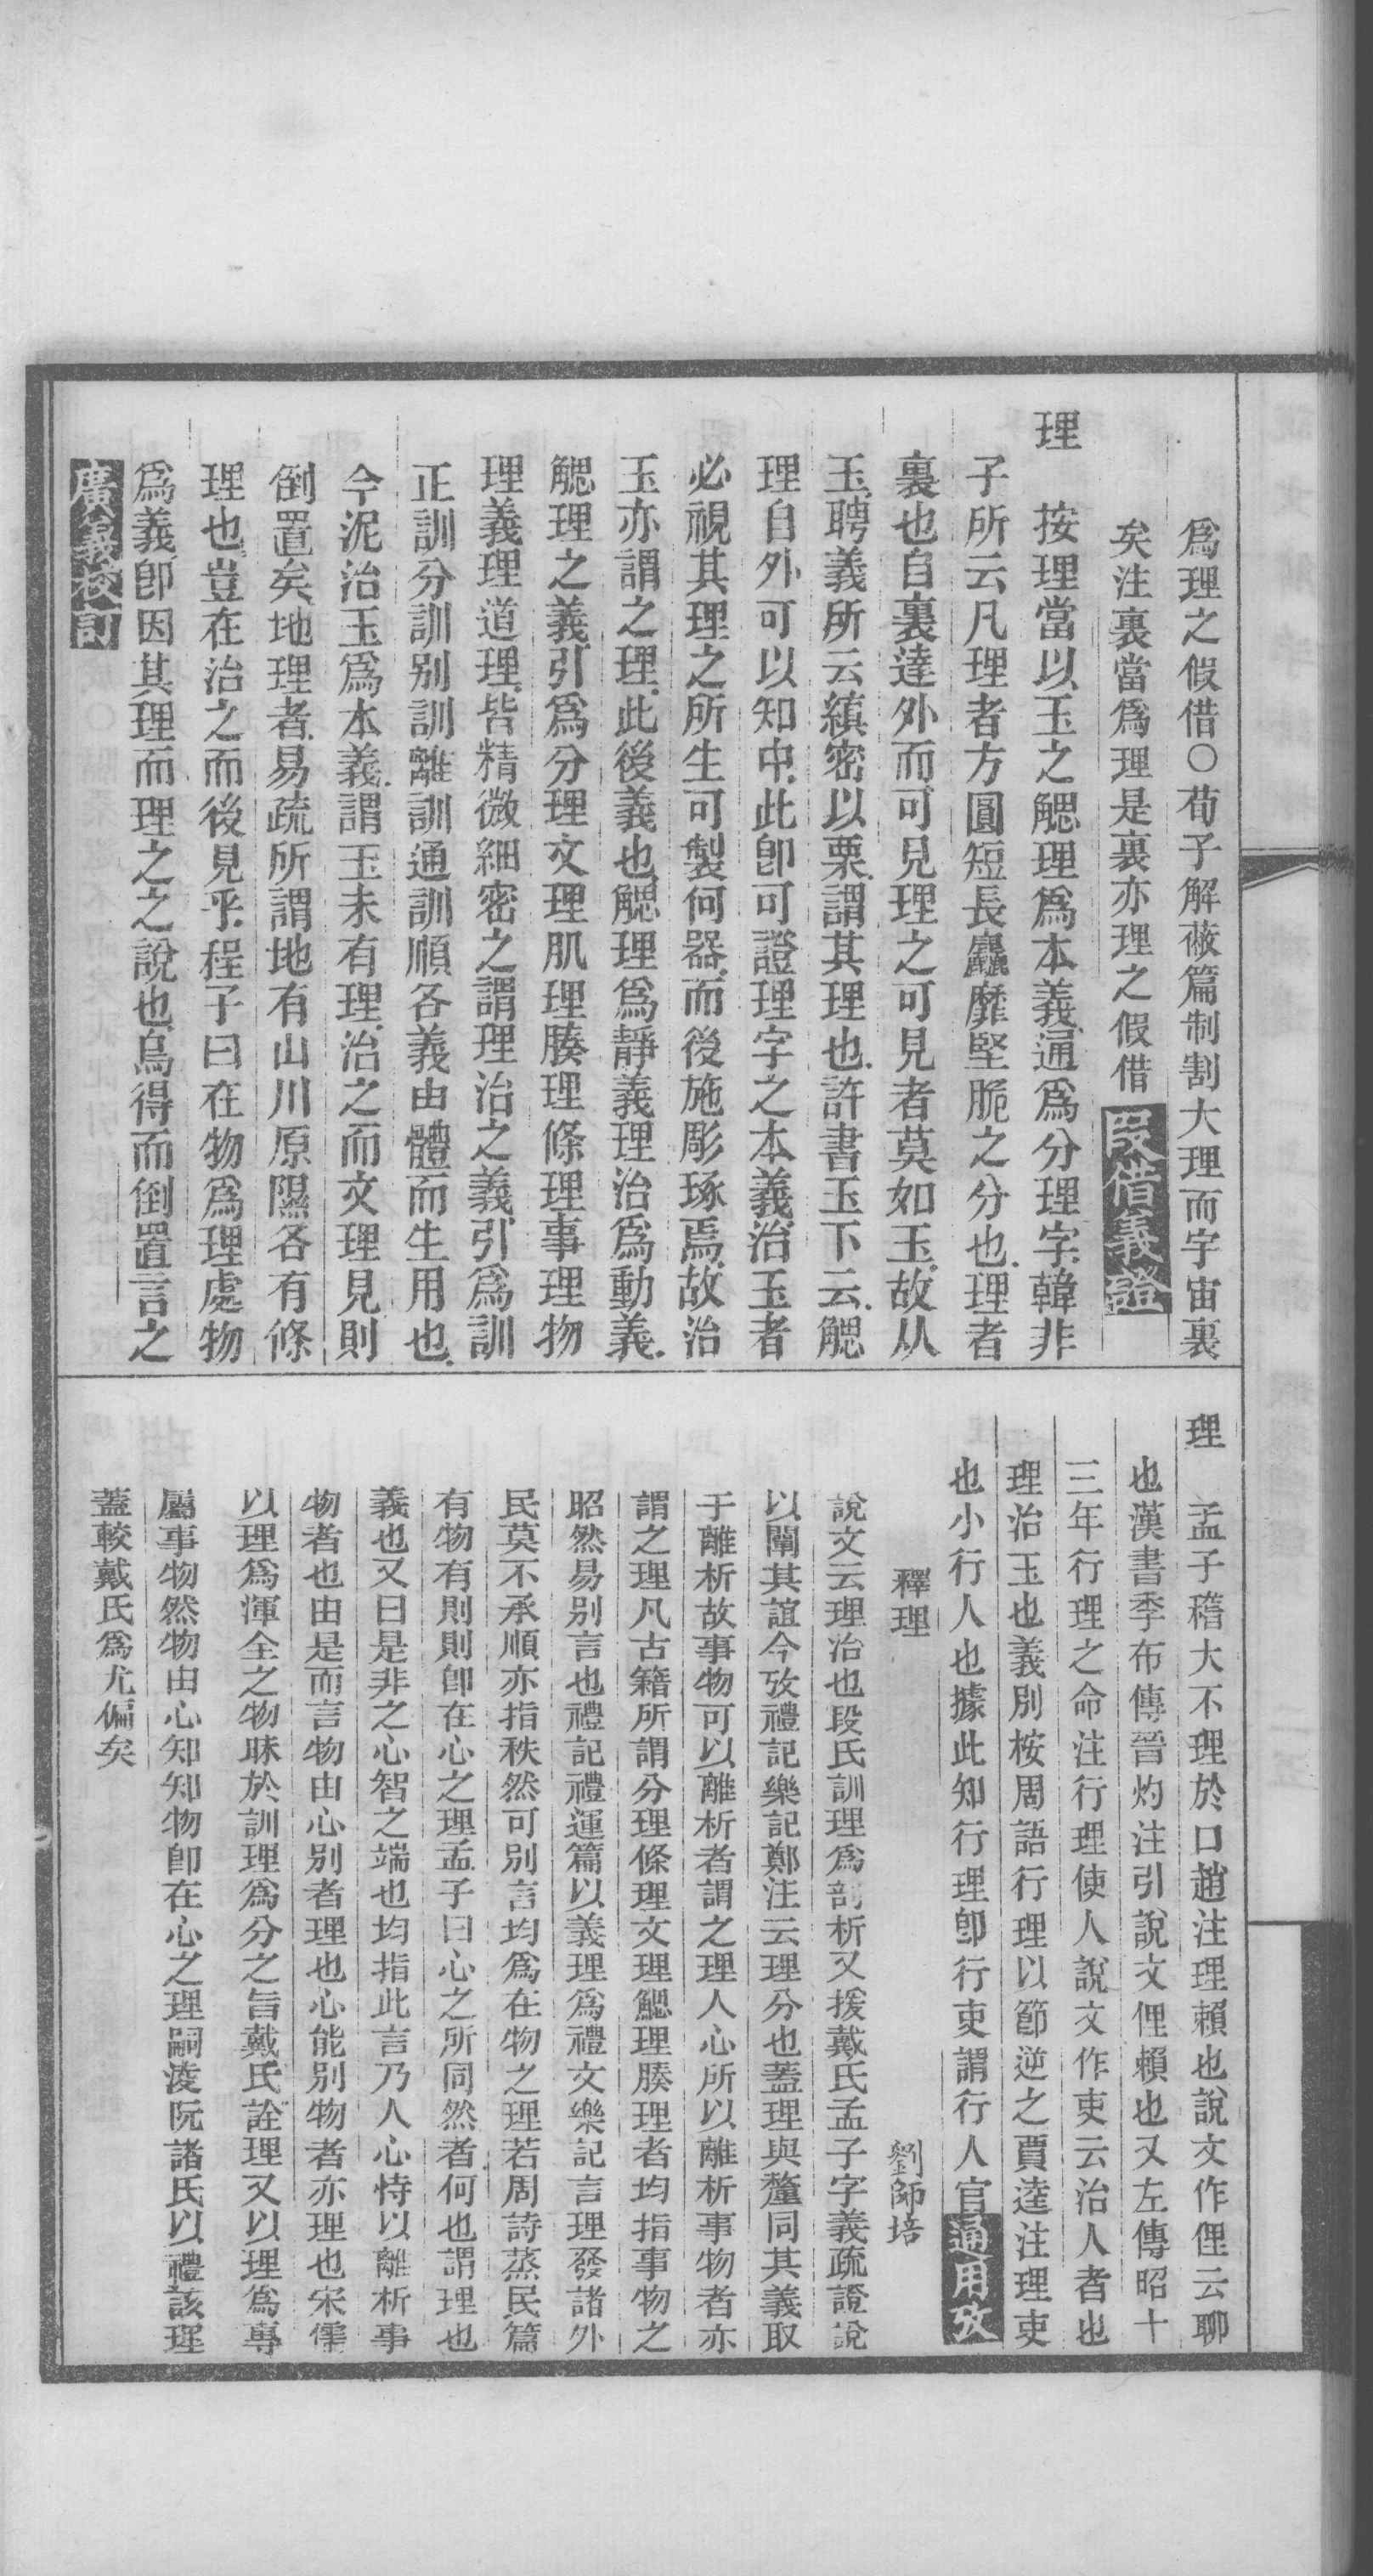 爲理之假借○荀子解蔽篇制割大理而宇宙裏
矣注裏當爲理是裏亦理之假借叚借義證
理　按理當以玉之䚡理爲本義通爲分理字韓非
子所云凡理者方圓短長麤靡堅脆之分也理者
裏也自裏達外而可見理之可見者莫如玉故从
玉聘義所云縝密以栗謂其理也許書玉下云䚡
理自外可以知中此卽可證理字之本義治玉者
必視其理之所生可製何器而後施彫琢焉故治
玉亦謂之理此後義也䚡理爲靜義理治爲動義
䚡理之義引爲分理文理肌理腠理條理事理物
理義理道理皆精微細密之謂理治之義引爲訓
正訓分訓别訓離訓通訓順各義由體而生用也
今泥治玉爲本義謂玉未有理治之而文理見則
倒置矣地理者易疏所謂地有山川原隰各有條
理也豈在治之而後見乎程子曰在物爲理處物
爲義卽因其理而理之之說也烏得而倒置言之
廣義校訂
理　孟子稽大不理於口趙注理賴也說文作俚云聊
也漢書季布傳晉灼注引說文俚賴也又左傳昭十
三年行理之命注行理使人說文作吏云治人者也
理治玉也義別桉周語行理以節逆之賈逵注理吏
也小行人也據此知行理卽行吏謂行人官通用攷
釋理　劉師培
說文云理治也段氏訓理爲剖析又援戴氏孟子字義疏證說
以闡其誼今攷禮記樂記鄭注云理分也蓋理與釐同其義取
于離析故事物可以離析者謂之理人心所以離析事物者亦
謂之理凡古籍所謂分理條理文理䚡理腠理者均指事物之
昭然易别言也禮記禮運篇以義理爲禮文樂記言理發諸外
民莫不承順亦指秩然可別言均爲在物之理若周詩蒸民篇
有物有則則卽在心之理孟子曰心之所同然者何也謂理也
義也又曰是非之心智之端也均指此言乃人心恃以離析事
物者也由是而言物由心别者理也心能别物者亦理也宋儒
以理爲渾全之物昧於訓理爲分之旨戴氏詮理又以理爲專
屬事物然物由心知知物卽在心之理嗣淩阮諸氏以禮該理
蓋較戴氏爲尤偏矣